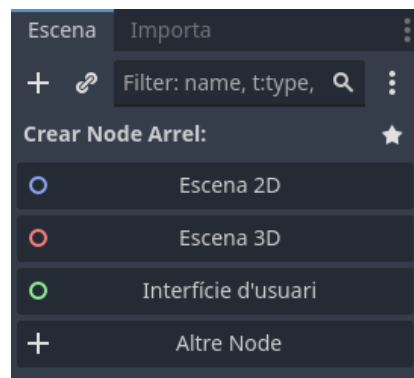 Escena Importa
Filter: name, t:type,
Crear Node Arrel:
Escena 2D
Escena 3D
Interfície d'usuari
Altre Node